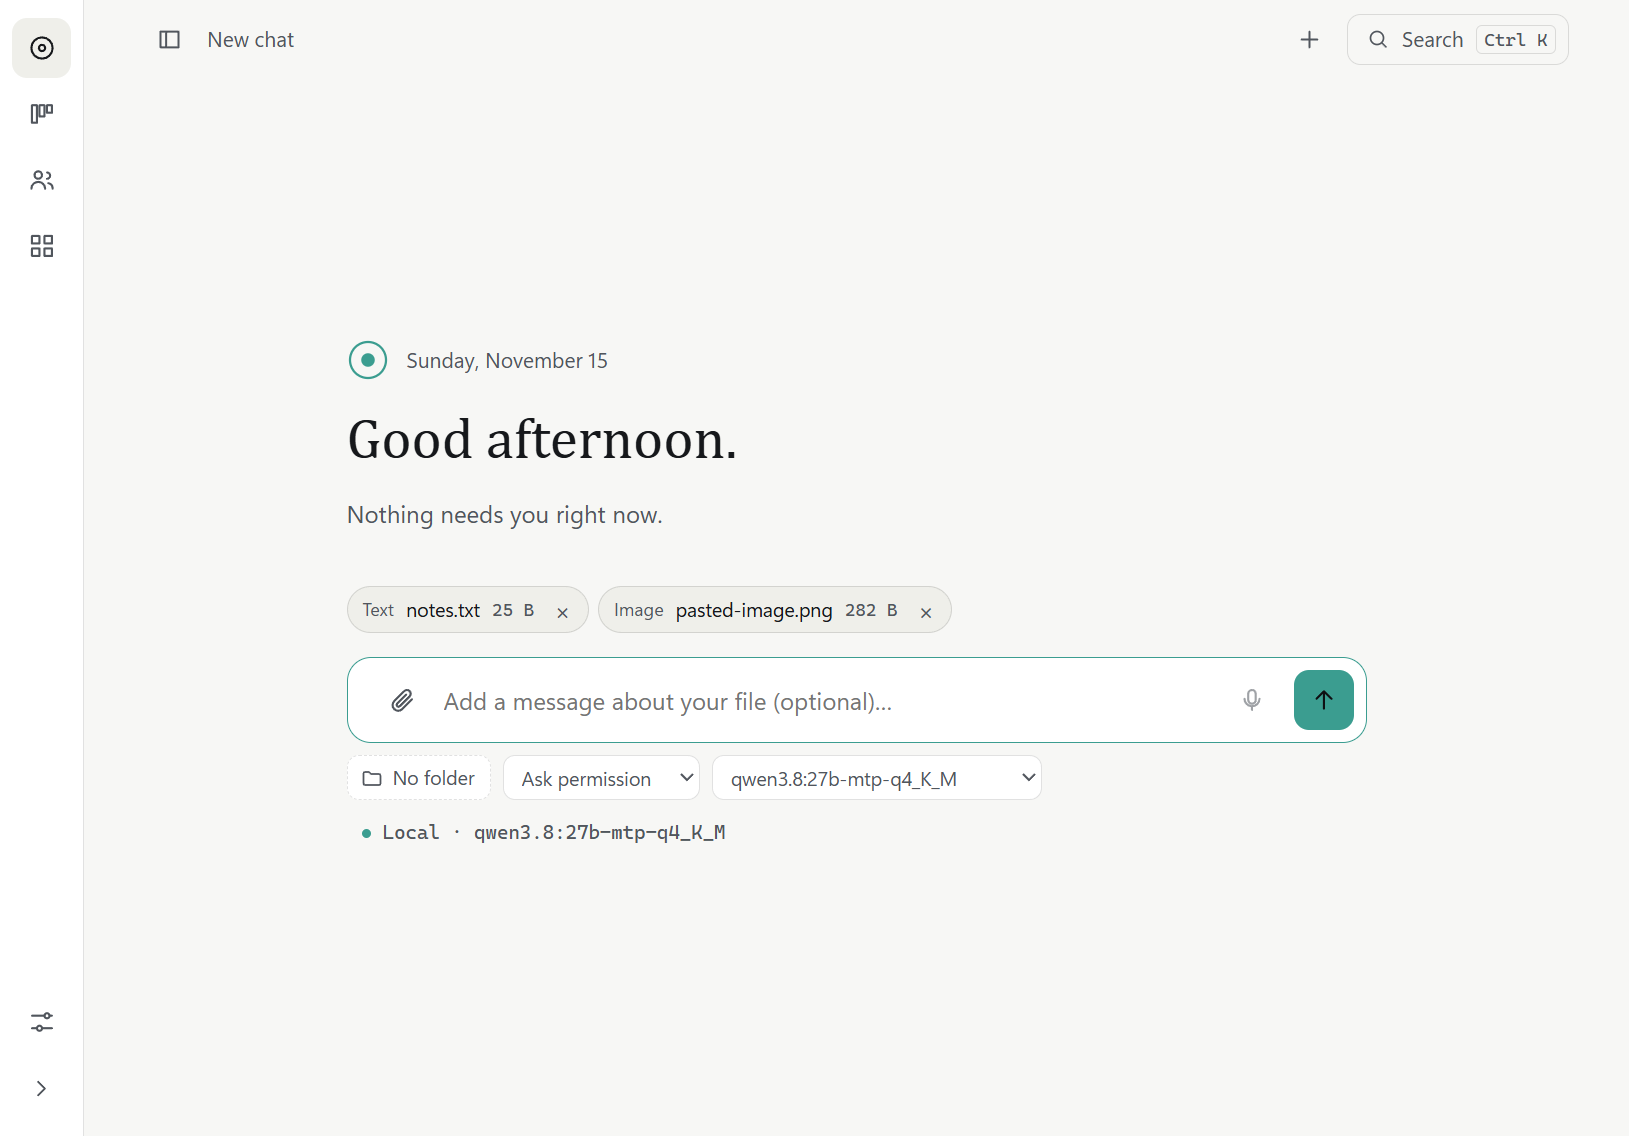 New chat
Search Ctrl K
Sunday, November 15
Good afternoon.
Nothing needs you right now.
Text notes.txt 25 B × Image pasted-image.png 282 B ×
Add a message about your file (optional)...
No folder Ask permission qwen3.8:27b-mtp-q4_K_M
Local · qwen3.8:27b-mtp-q4_K_M